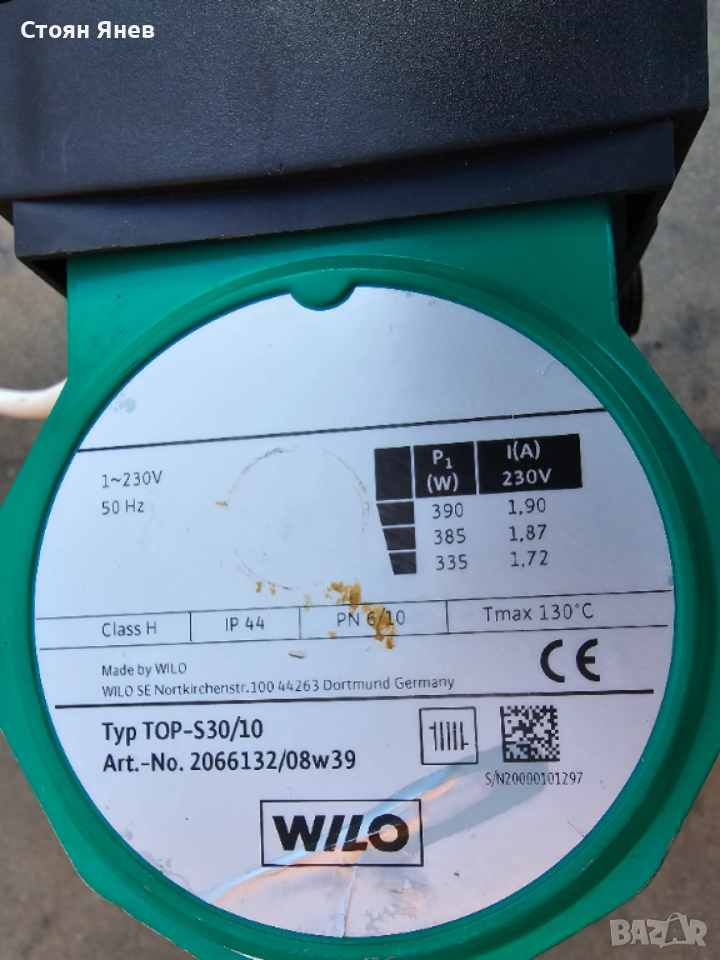 Стоян Янев
1~230V
50 Hz
P1 (W) I(A) 230V
390 1,90
385 1,87
335 1,72
Class H IP 44 PN 6/10 Tmax 130°C
Made by WILO
WILO SE Nortkirchenstr.100 44263 Dortmund Germany
CE
Typ TOP-S30/10
Art.-No. 2066132/08w39
S/N20000101297
WILO
BAZAR